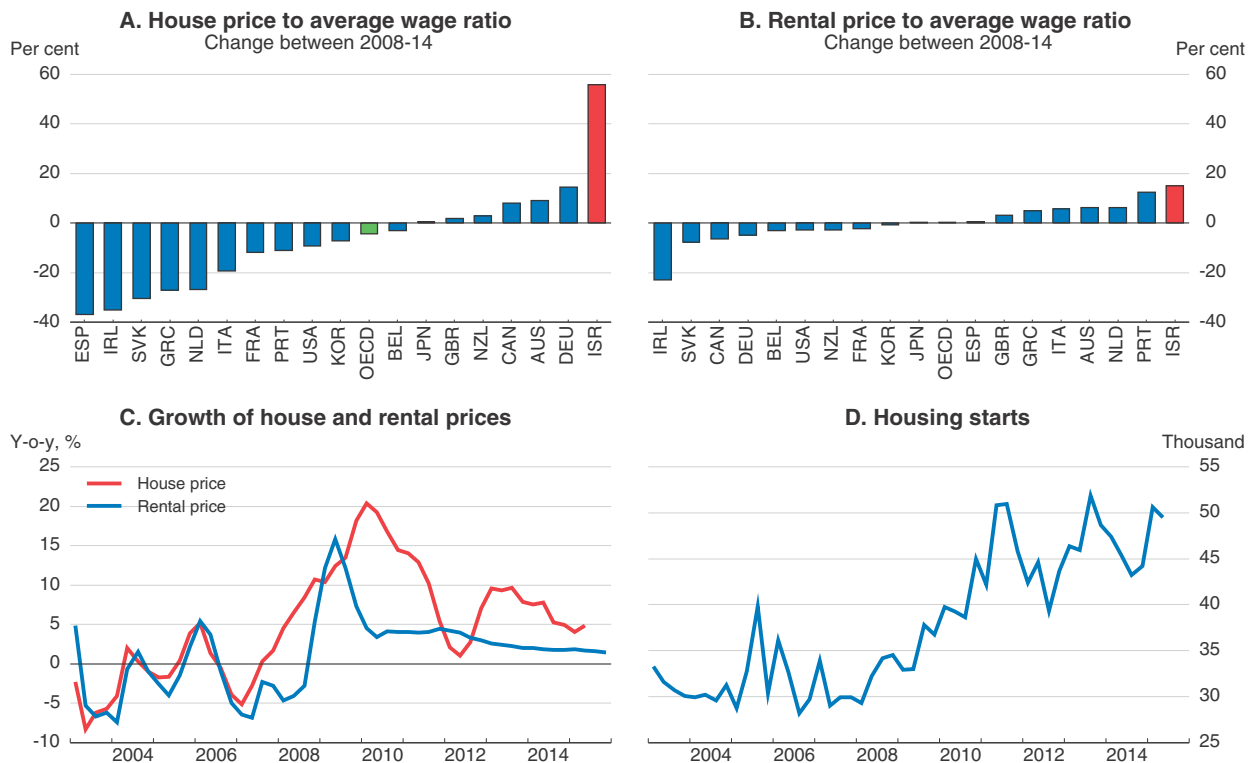 A. House price to average wage ratio
Change between 2008-14
Per cent
60
40
20
0
-20
-40
ESP IRL SVK GRC NLD ITA FRA PRT USA KOR OECD BEL JPN GBR NZL CAN AUS DEU ISR
B. Rental price to average wage ratio
Change between 2008-14
Per cent
60
40
20
0
-20
-40
IRL SVK CAN DEU BEL USA NZL FRA KOR JPN OECD ESP GBR GRC ITA AUS NLD PRT ISR
C. Growth of house and rental prices
Y-o-y, %
25
20
15
10
5
0
-5
-10
House price
Rental price
2004 2006 2008 2010 2012 2014
D. Housing starts
Thousand
55
50
45
40
35
30
25
2004 2006 2008 2010 2012 2014